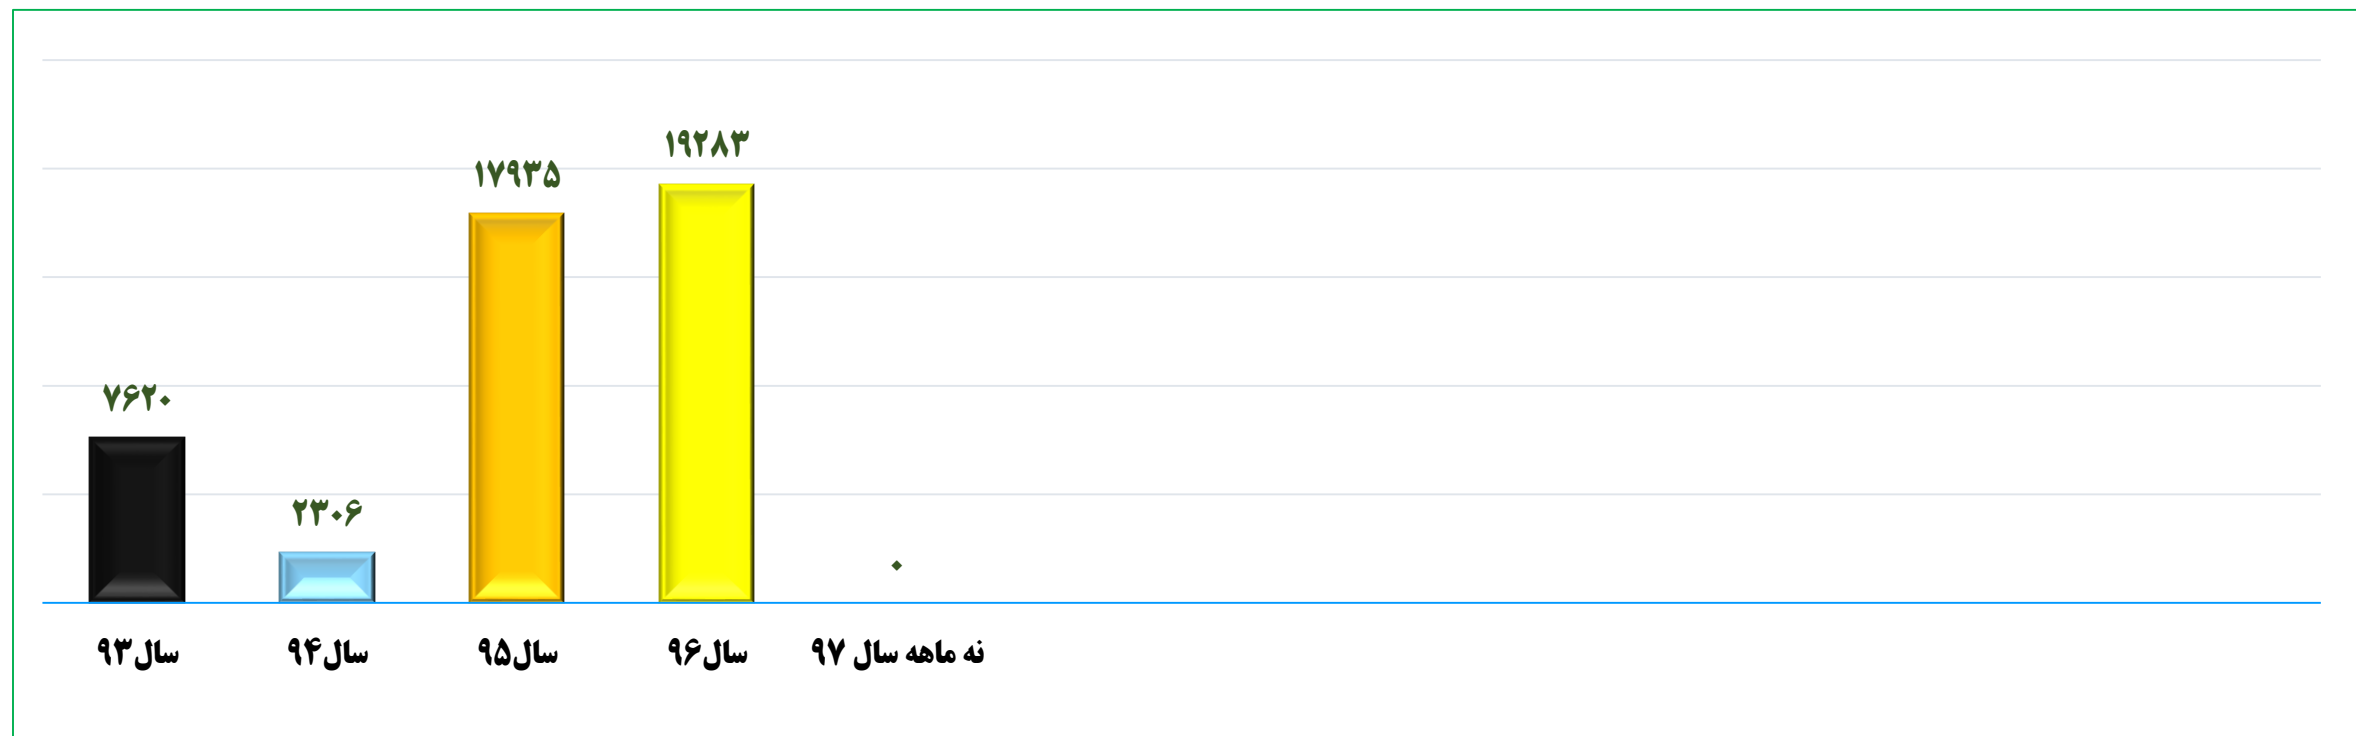 ۱۹۲۸۳
۱۷۹۳۵
۷۶۲۰
۲۳۰۶
۰
سال۹۳
سال۹۴
سال۹۵
سال۹۶
نه ماهه سال ۹۷